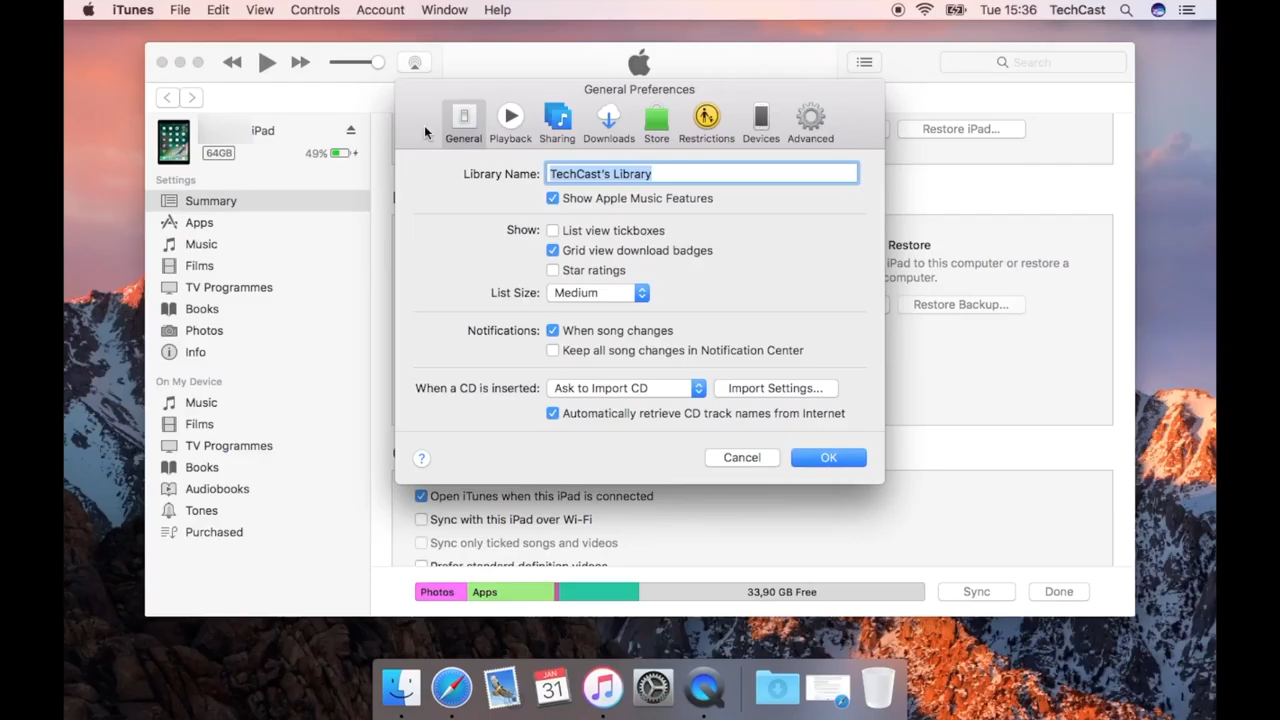 iTunes File Edit View Controls Account Window Help Tue 15:36 TechCast
Search
General Preferences
General Playback Sharing Downloads Store Restrictions Devices Advanced
iPad
64GB 49%
Settings
Summary
Apps
Music
Films
TV Programmes
Books
Photos
Info
On My Device
Music
Films
TV Programmes
Books
Audiobooks
Tones
Purchased
Library Name: TechCast's Library
Show Apple Music Features
Show: List view tickboxes
Grid view download badges
Star ratings
List Size: Medium
Notifications: When song changes
Keep all song changes in Notification Center
When a CD is inserted: Ask to Import CD Import Settings...
Automatically retrieve CD track names from Internet
? Cancel OK
Restore iPad...
Restore
iPad to this computer or restore a
computer.
Restore Backup...
Open iTunes when this iPad is connected
Sync with this iPad over Wi-Fi
Sync only ticked songs and videos
Prefer standard definition videos
Photos Apps 33,90 GB Free Sync Done
JAN
31